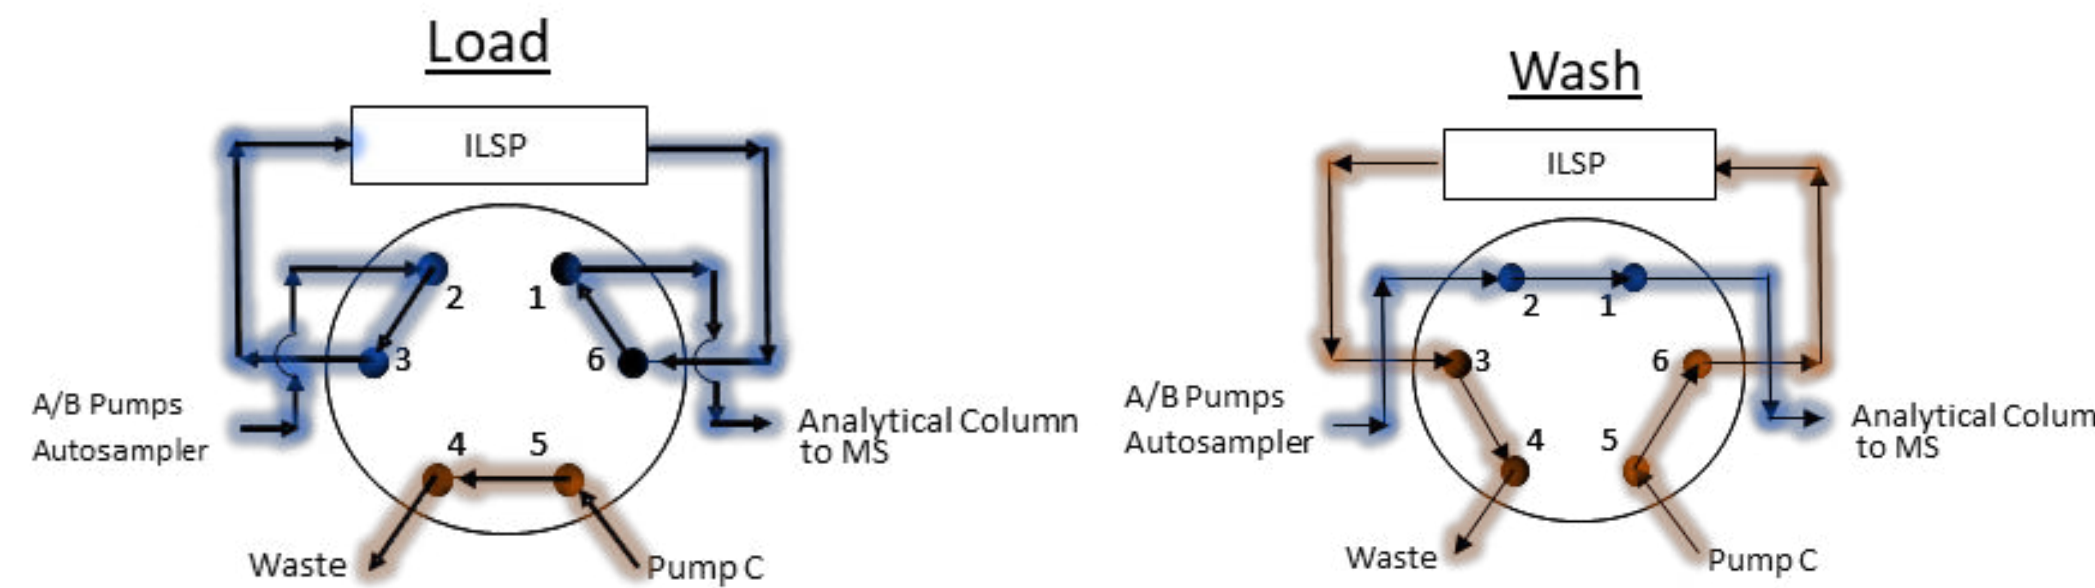 Load
ILSP
2
1
3
6
A/B Pumps
Autosampler
4
5
Analytical Column
to MS
Waste
Pump C
Wash
ILSP
2
1
3
6
A/B Pumps
Autosampler
4
5
Analytical Colum
to MS
Waste
Pump C